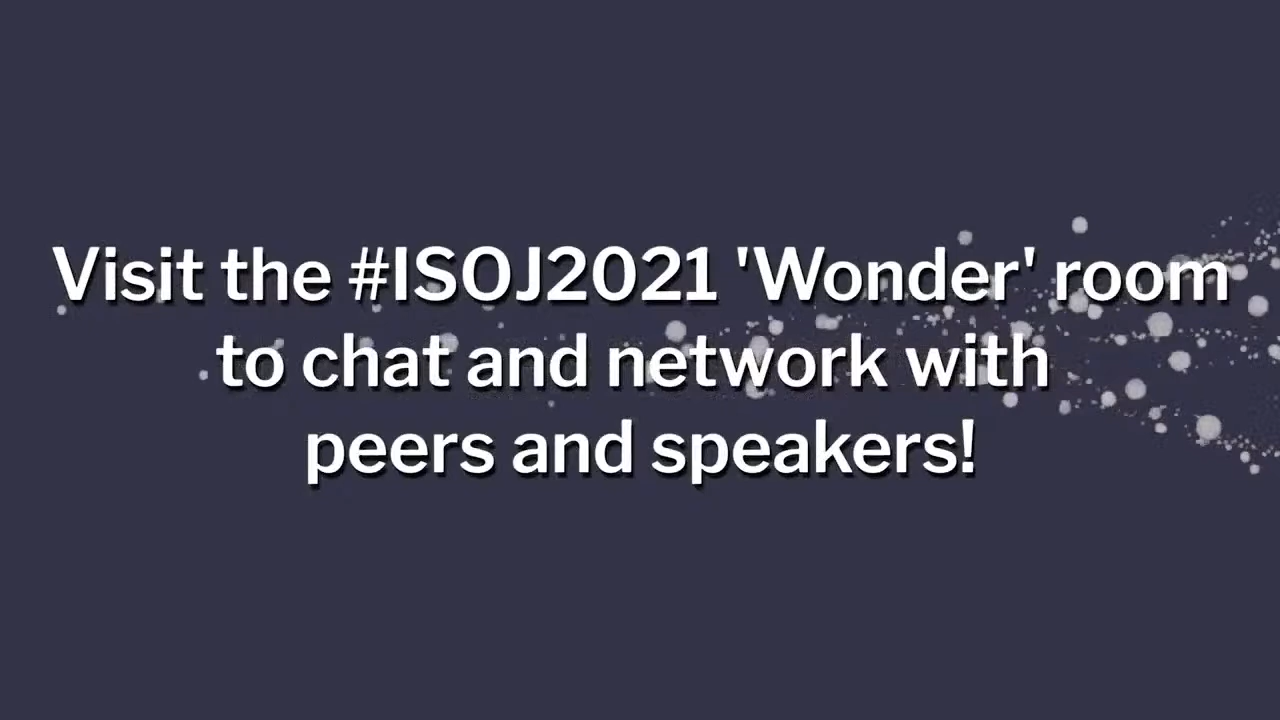 Visit the #ISOJ2021 'Wonder' room
to chat and network with
peers and speakers!